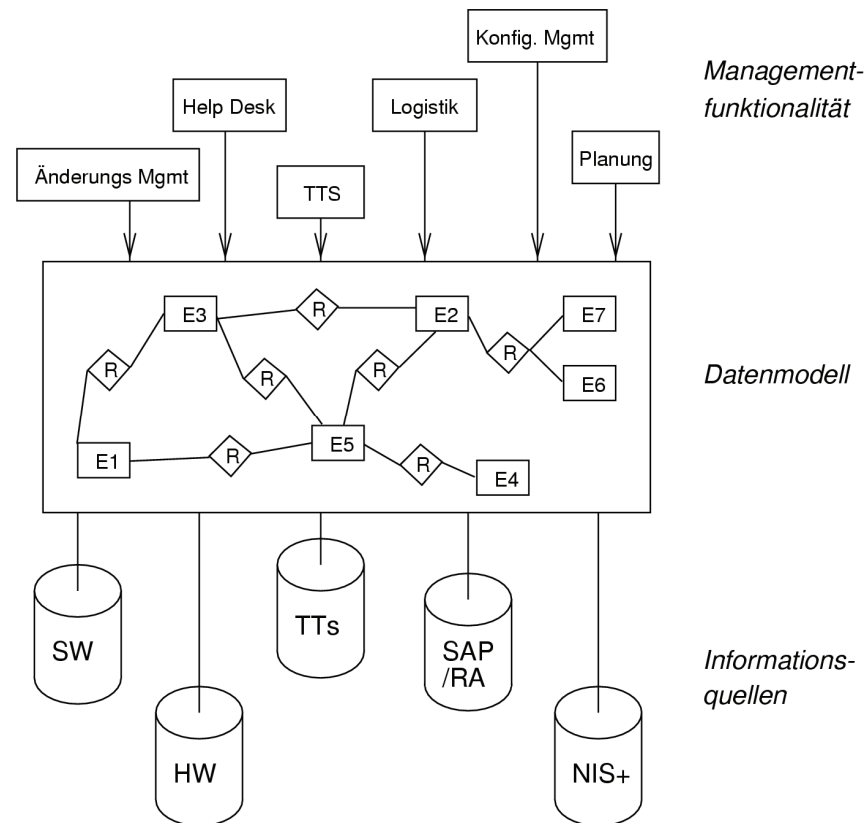 Konfig. Mgmt
Management-
funktionalität
Help Desk
Logistik
Planung
Änderungs Mgmt
TTS
E3
R
E2
E7
R
R
R
R
E6
Datenmodell
E1
R
E5
R
E4
SW
TTs
SAP
/RA
Informations-
quellen
HW
NIS+